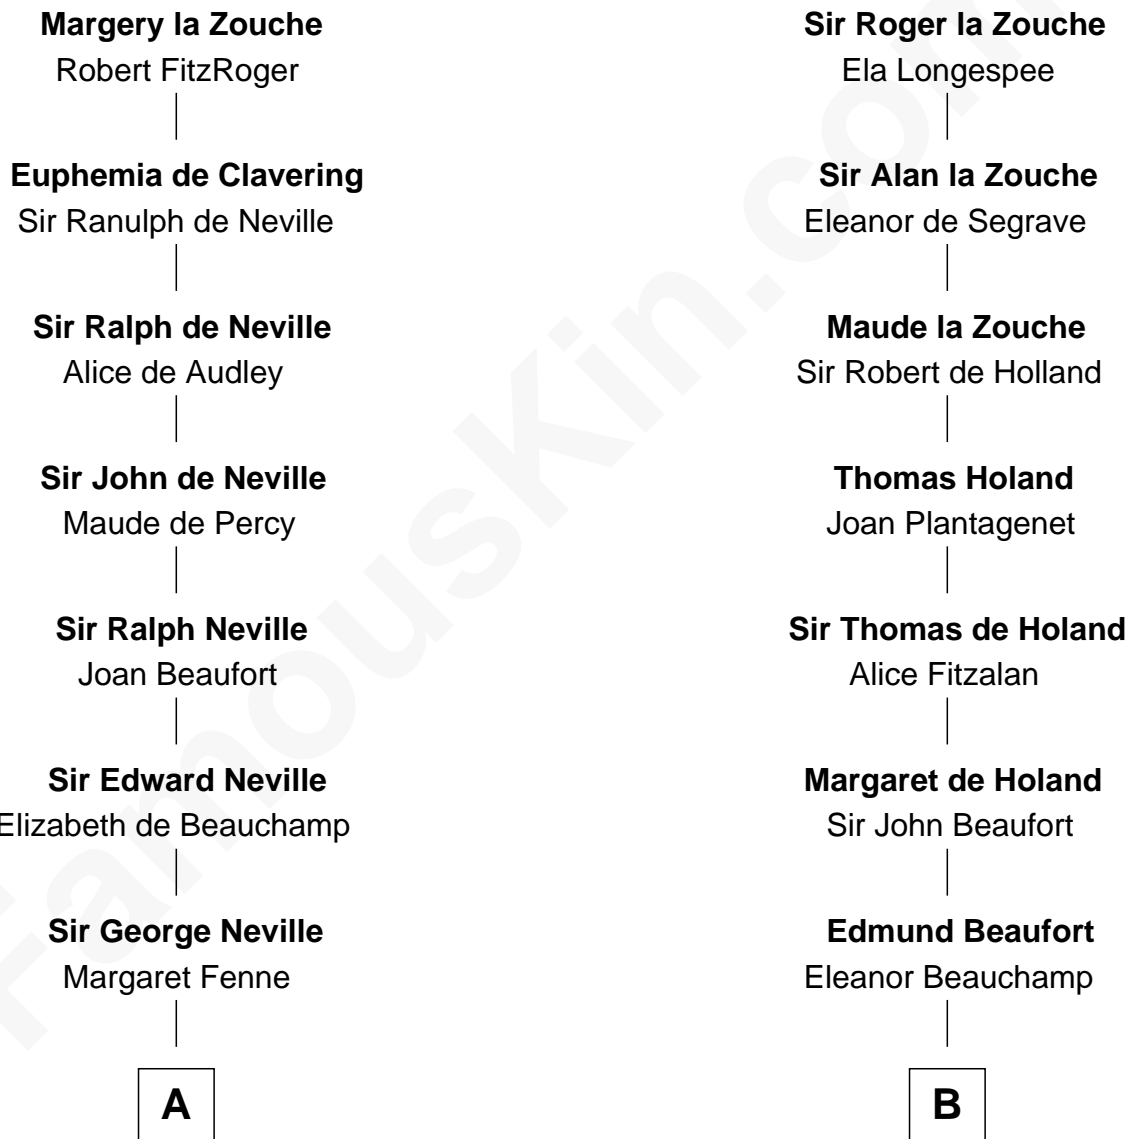 Margery la Zouche
Robert FitzRoger
Euphemia de Clavering
Sir Ranulph de Neville
Sir Ralph de Neville
Alice de Audley
Sir John de Neville
Maude de Percy
Sir Ralph Neville
Joan Beaufort
Sir Edward Neville
Elizabeth de Beauchamp
Sir George Neville
Margaret Fenne
A
Sir Roger la Zouche
Ela Longespee
Sir Alan la Zouche
Eleanor de Segrave
Maude la Zouche
Sir Robert de Holland
Thomas Holand
Joan Plantagenet
Sir Thomas de Holand
Alice Fitzalan
Margaret de Holand
Sir John Beaufort
Edmund Beaufort
Eleanor Beauchamp
B
FamousKin.com